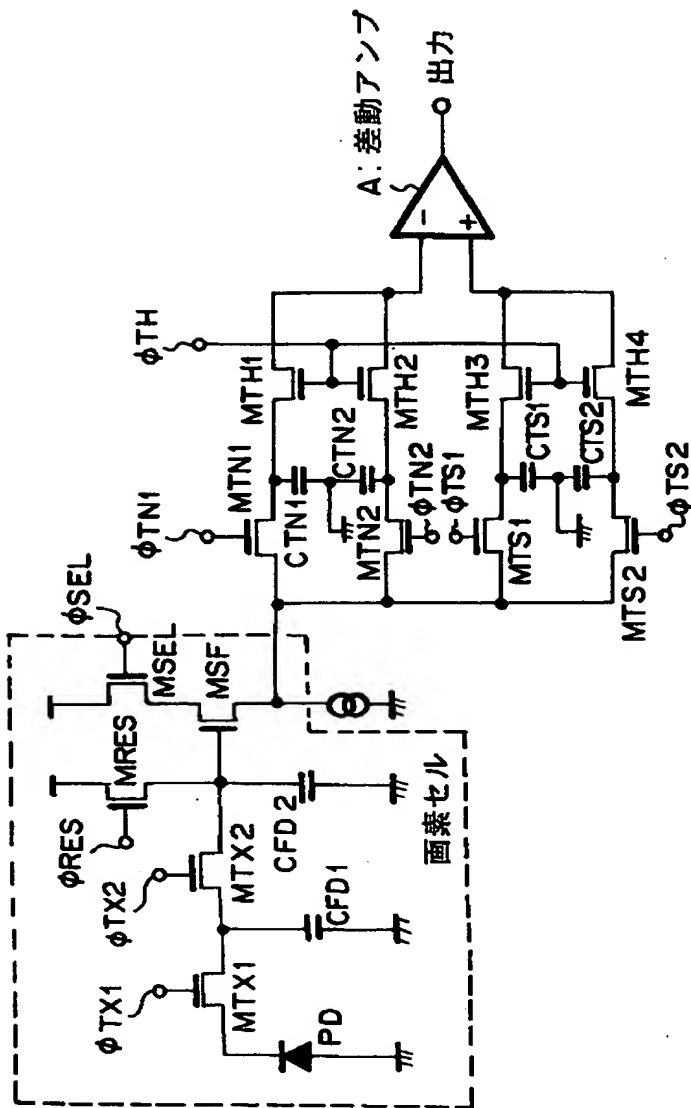 φTX1
MTX1
PD
φTX2
MTX2
CFD1
φRES
MRES
CFD2
φSEL
MSEL
MSF
画素セル
φTN1
MTN1
CTN1
CTN2
MTN2
φTN2
φTS1
MTS1
CTS1
CTS2
MTS2
φTS2
φTH
MTH1
MTH2
MTH3
MTH4
A:差動アンプ
-
+
出力